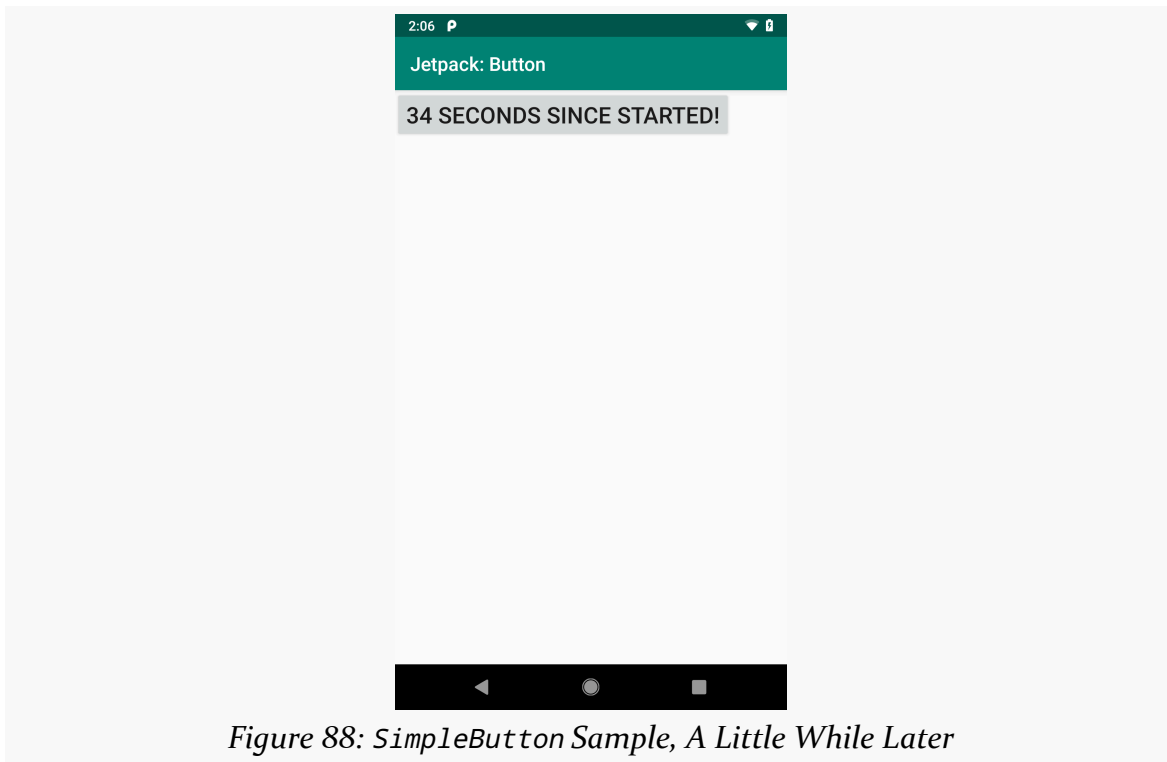 2:06
Jetpack: Button
34 SECONDS SINCE STARTED!
Figure 88: SimpleButton Sample, A Little While Later